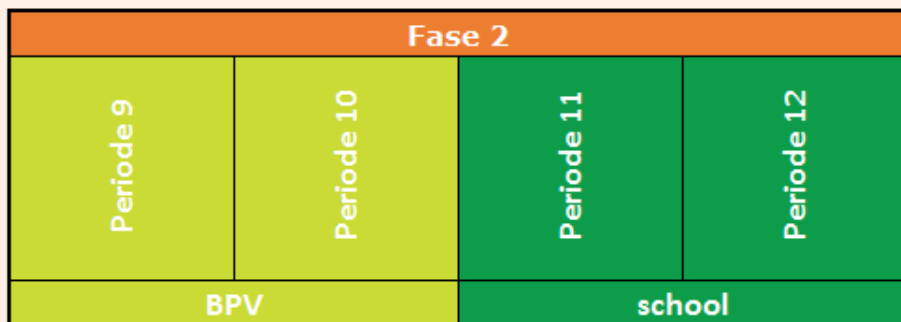 Fase 2
Periode 9
Periode 10
Periode 11
Periode 12
BPV
school